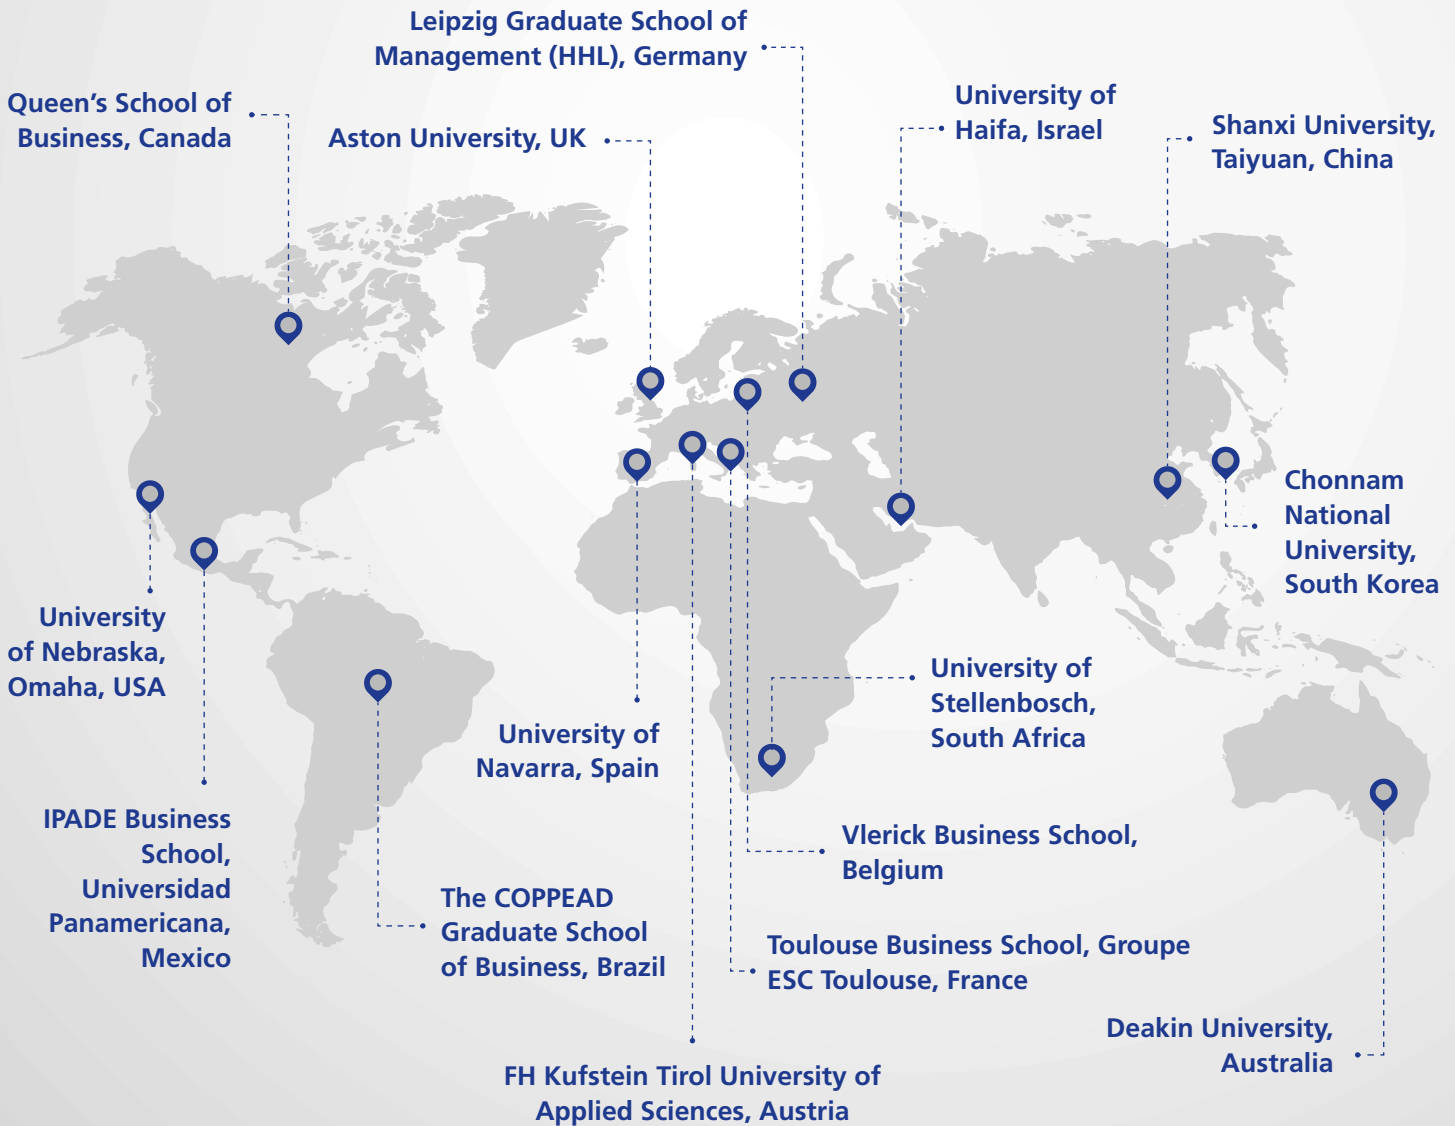 Leipzig Graduate School of
Management (HHL), Germany
Queen's School of
Business, Canada
Aston University, UK
University of
Haifa, Israel
Shanxi University,
Taiyuan, China
Chonnam
National
University,
South Korea
University
of Nebraska,
Omaha, USA
University of
Stellenbosch,
South Africa
University of
Navarra, Spain
IPADE Business
School,
Universidad
Panamericana,
Mexico
Vlerick Business School,
Belgium
The COPPEAD
Graduate School
of Business, Brazil
Toulouse Business School, Groupe
ESC Toulouse, France
Deakin University,
Australia
FH Kufstein Tirol University of
Applied Sciences, Austria